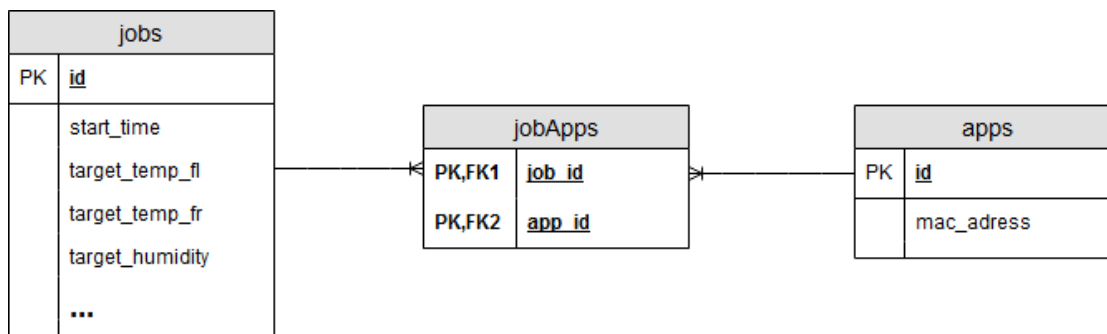 jobs
PK id
start_time
target_temp_fl
target_temp_fr
target_humidity
...
jobApps
PK,FK1 job_id
PK,FK2 app_id
apps
PK id
mac_adress